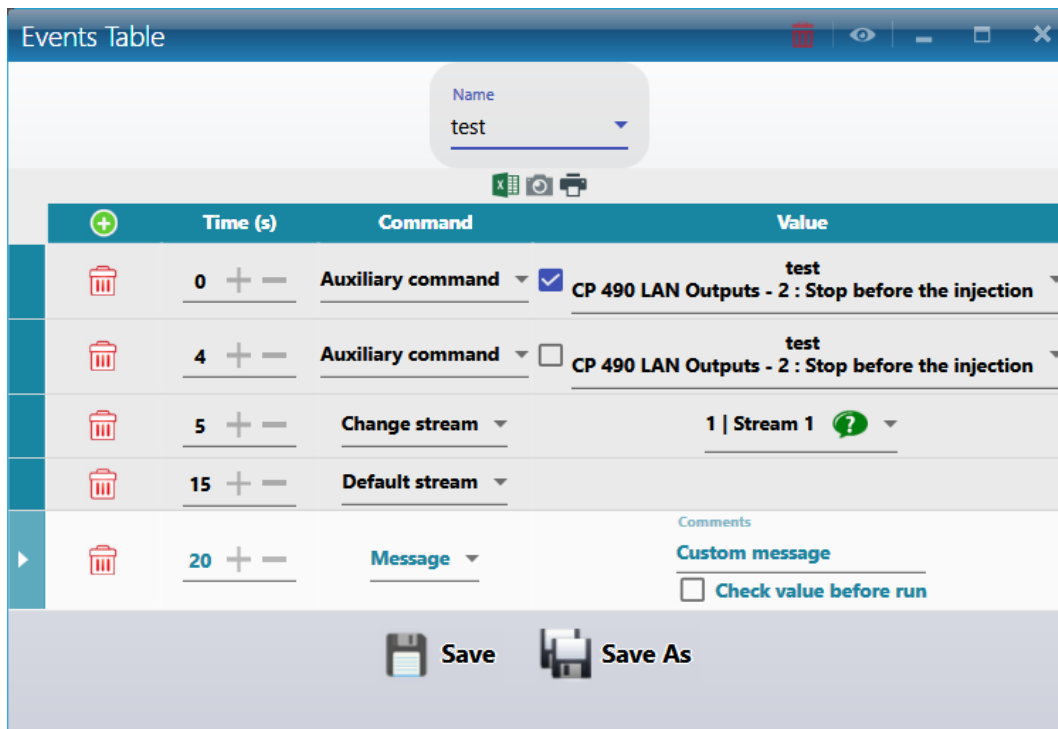 Events Table
Name
test
Time (s) Command Value
0 Auxiliary command test
CP 490 LAN Outputs - 2 : Stop before the injection
4 Auxiliary command test
CP 490 LAN Outputs - 2 : Stop before the injection
5 Change stream 1 | Stream 1
15 Default stream
Comments
20 Message Custom message
Check value before run
Save Save As